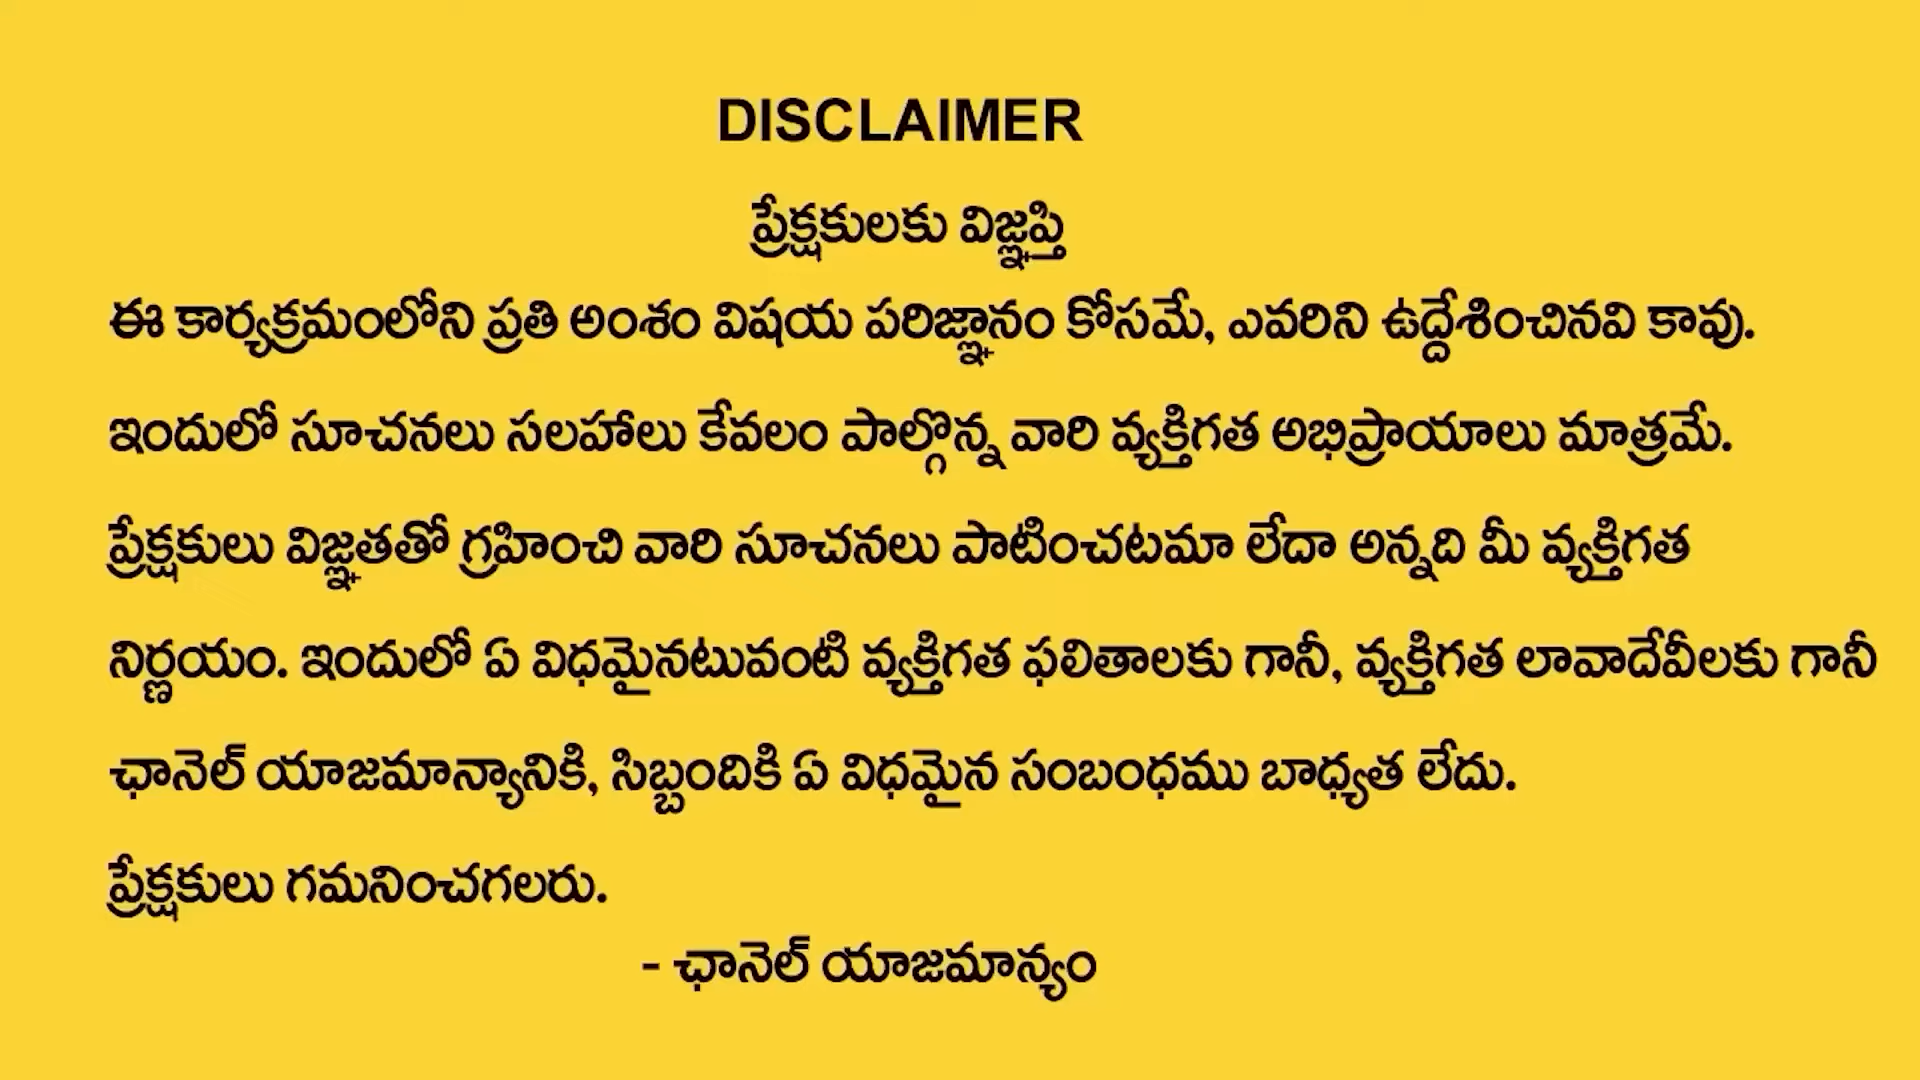 DISCLAIMER
ప్రేక్షకులకు విజ్ఞప్తి
ఈ కార్యక్రమంలోని ప్రతి అంశం విషయ పరిజ్ఞానం కోసమే, ఎవరిని ఉద్దేశించినవి కావు.
ఇందులో సూచనలు సలహాలు కేవలం పాల్గొన్న వారి వ్యక్తిగత అభిప్రాయాలు మాత్రమే.
ప్రేక్షకులు విజ్ఞతతో గ్రహించి వారి సూచనలు పాటించటమా లేదా అన్నది మీ వ్యక్తిగత
నిర్ణయం. ఇందులో ఏ విధమైనటువంటి వ్యక్తిగత ఫలితాలకు గానీ, వ్యక్తిగత లావాదేవీలకు గానీ
ఛానెల్ యాజమాన్యానికి, సిబ్బందికి ఏ విధమైన సంబంధము బాధ్యత లేదు.
ప్రేక్షకులు గమనించగలరు.
- ఛానెల్ యాజమాన్యం